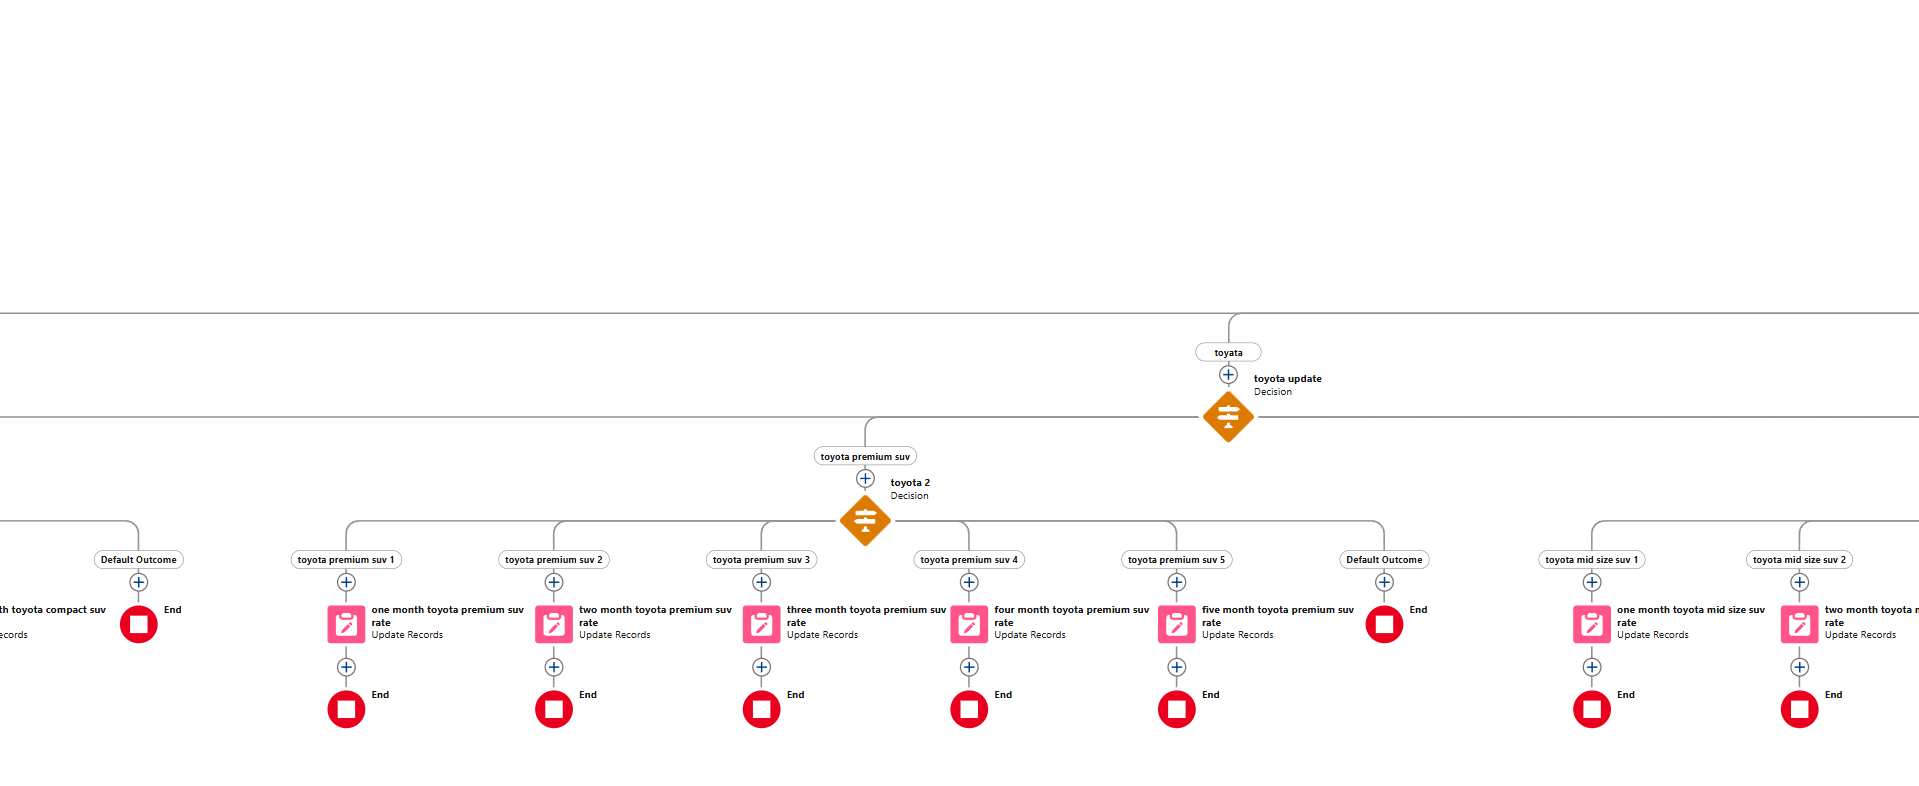 toyata
toyota update
Decision
toyota premium suv
toyota 2
Decision
Default Outcome
toyota premium suv 1
toyota premium suv 2
toyota premium suv 3
toyota premium suv 4
toyota premium suv 5
Default Outcome
toyota mid size suv 1
toyota mid size suv 2
th toyota compact suv
ecords
End
one month toyota premium suv
rate
Update Records
two month toyota premium suv
rate
Update Records
three month toyota premium suv
rate
Update Records
four month toyota premium suv
rate
Update Records
five month toyota premium suv
rate
Update Records
End
one month toyota mid size suv
rate
Update Records
two month toyota
rate
Update Records
End
End
End
End
End
End
End